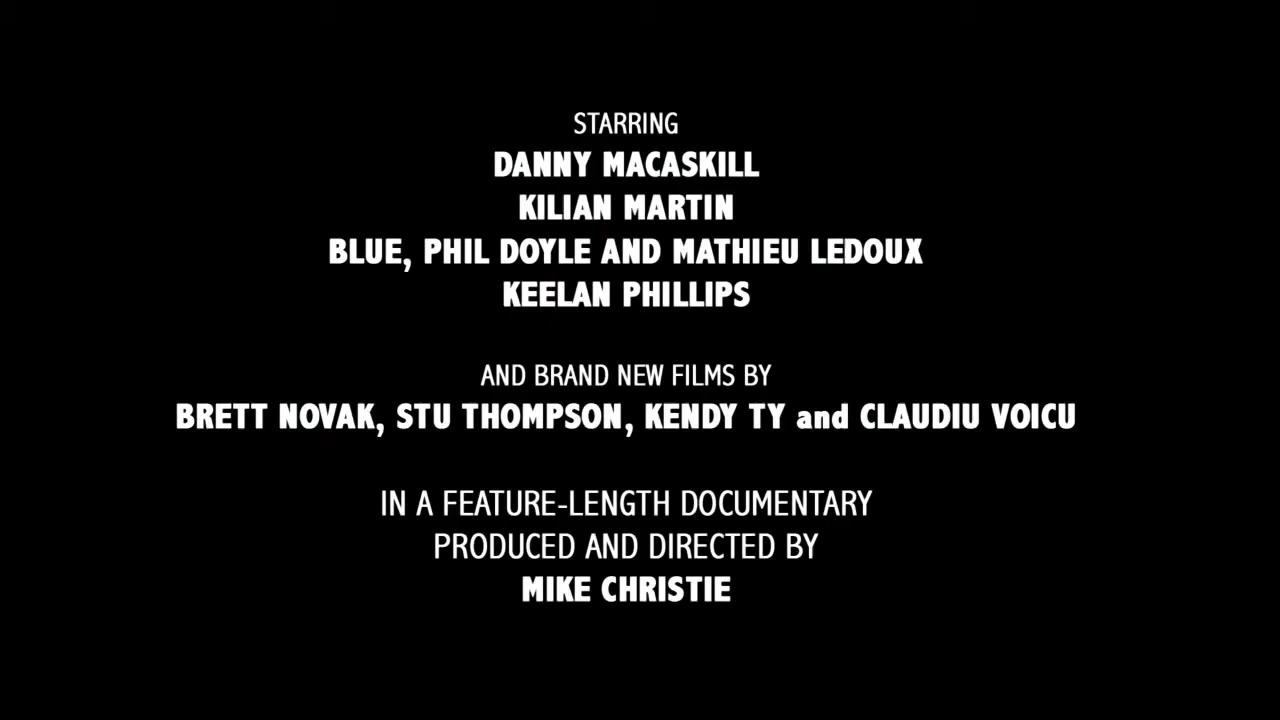 STARRING
DANNY MACASKILL
KILIAN MARTIN
BLUE, PHIL DOYLE AND MATHIEU LEDOUX
KEELAN PHILLIPS
AND BRAND NEW FILMS BY
BRETT NOVAK, STU THOMPSON, KENDY TY and CLAUDIU VOICU
IN A FEATURE-LENGTH DOCUMENTARY
PRODUCED AND DIRECTED BY
MIKE CHRISTIE